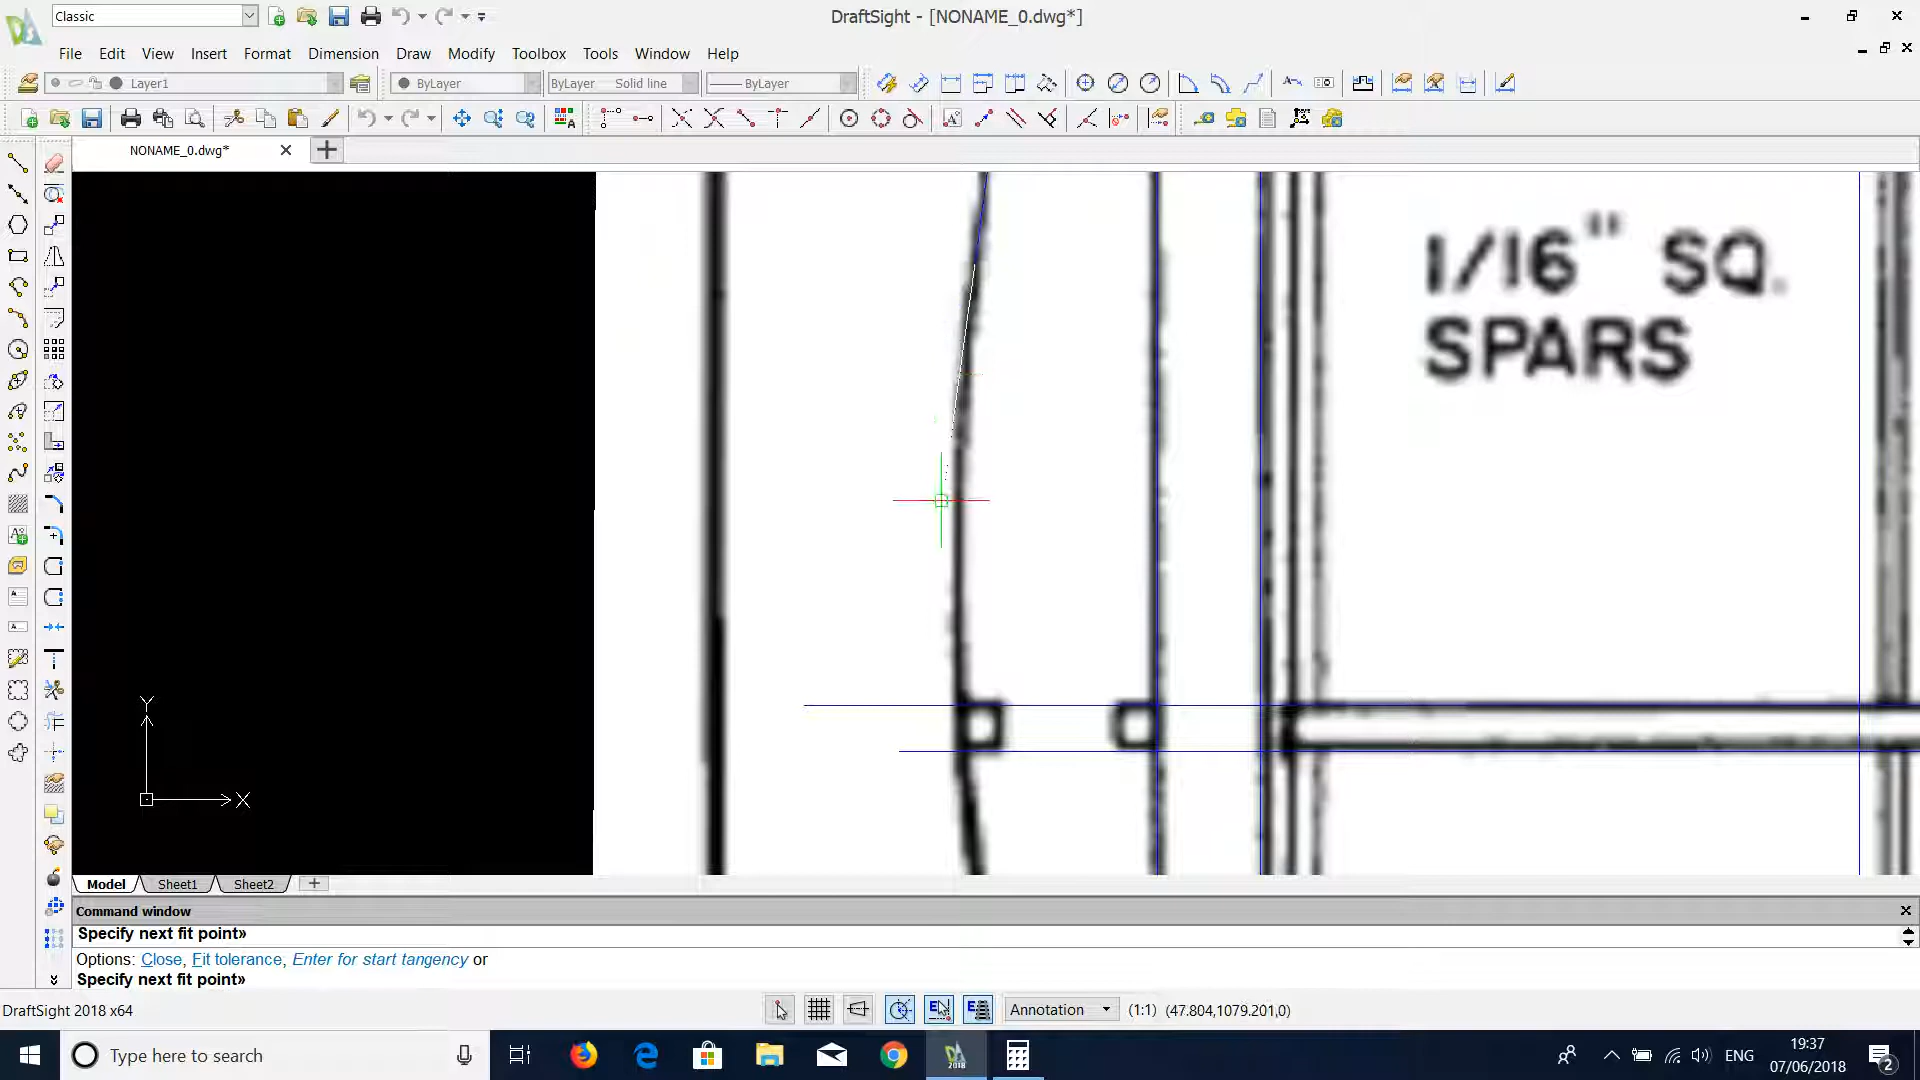 Classic
DraftSight - [NONAME_0.dwg*]
File Edit View Insert Format Dimension Draw Modify Toolbox Tools Window Help
Layer1 ByLayer ByLayer Solid line ByLayer
NONAME_0.dwg*
1/16" SQ.
SPARS
Y
X
Model Sheet1 Sheet2
Command window
Specify next fit point»
Options: Close, Fit tolerance, Enter for start tangency or
Specify next fit point»
DraftSight 2018 x64 Annotation (1:1) (47.804,1079.201,0)
Type here to search
2018
ENG
19:37
07/06/2018
2